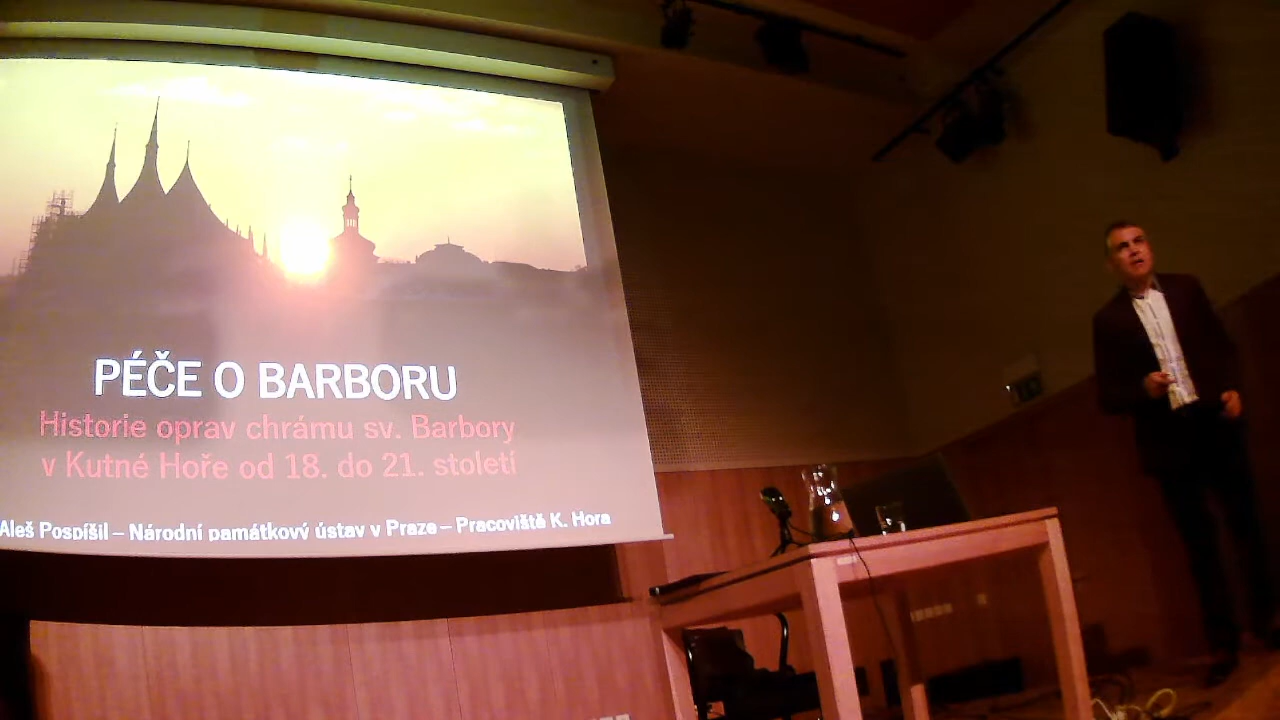 PÉČE O BARBORU
Historie oprav chrámu sv. Barbory
v Kutné Hoře od 18. do 21. století
Aleš Pospíšil – Národní památkový ústav v Praze – Pracoviště K. Hora